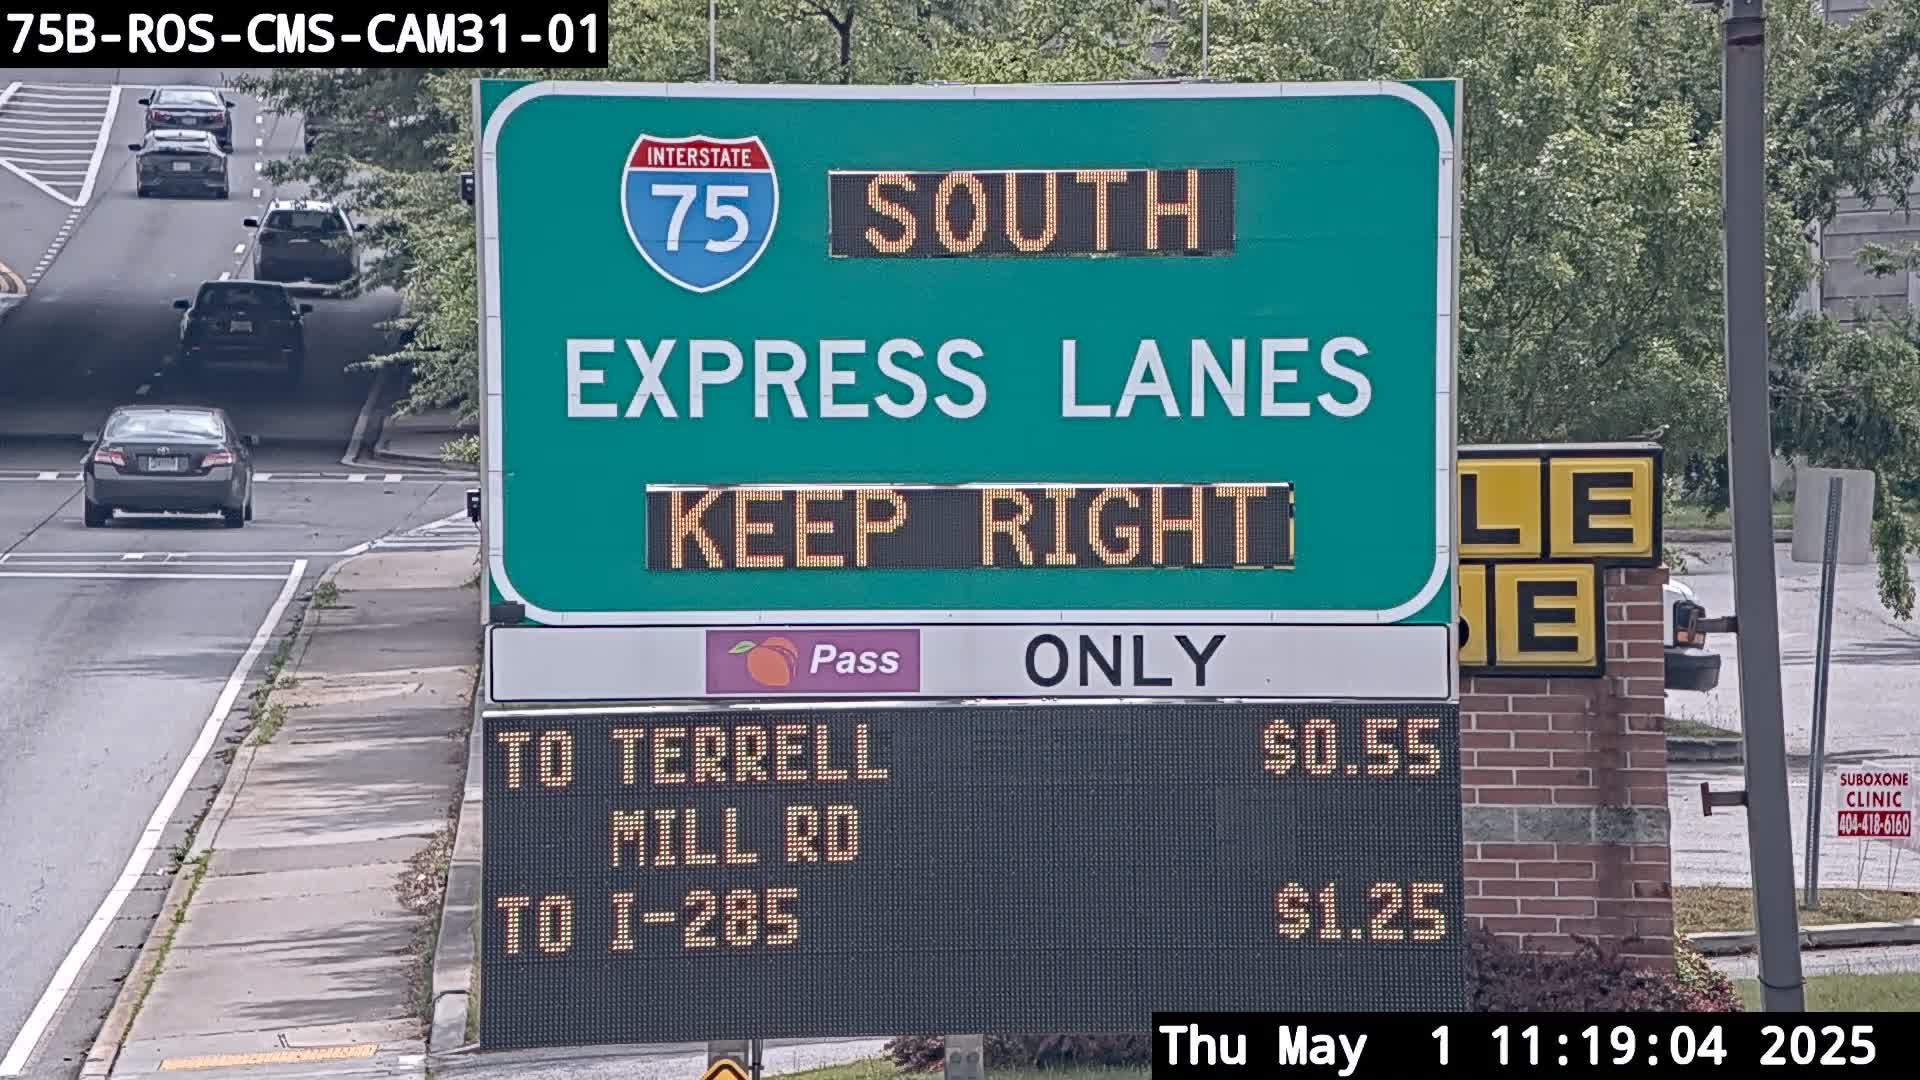 75B-ROS-CMS-CAM31-01
INTERSTATE
75
SOUTH
EXPRESS LANES
KEEP RIGHT
Pass ONLY
TO TERRELL $0.55
MILL RD
TO I-285 $1.25
LE
E
SUBOXONE
CLINIC
404-418-6160
Thu May 1 11:19:04 2025